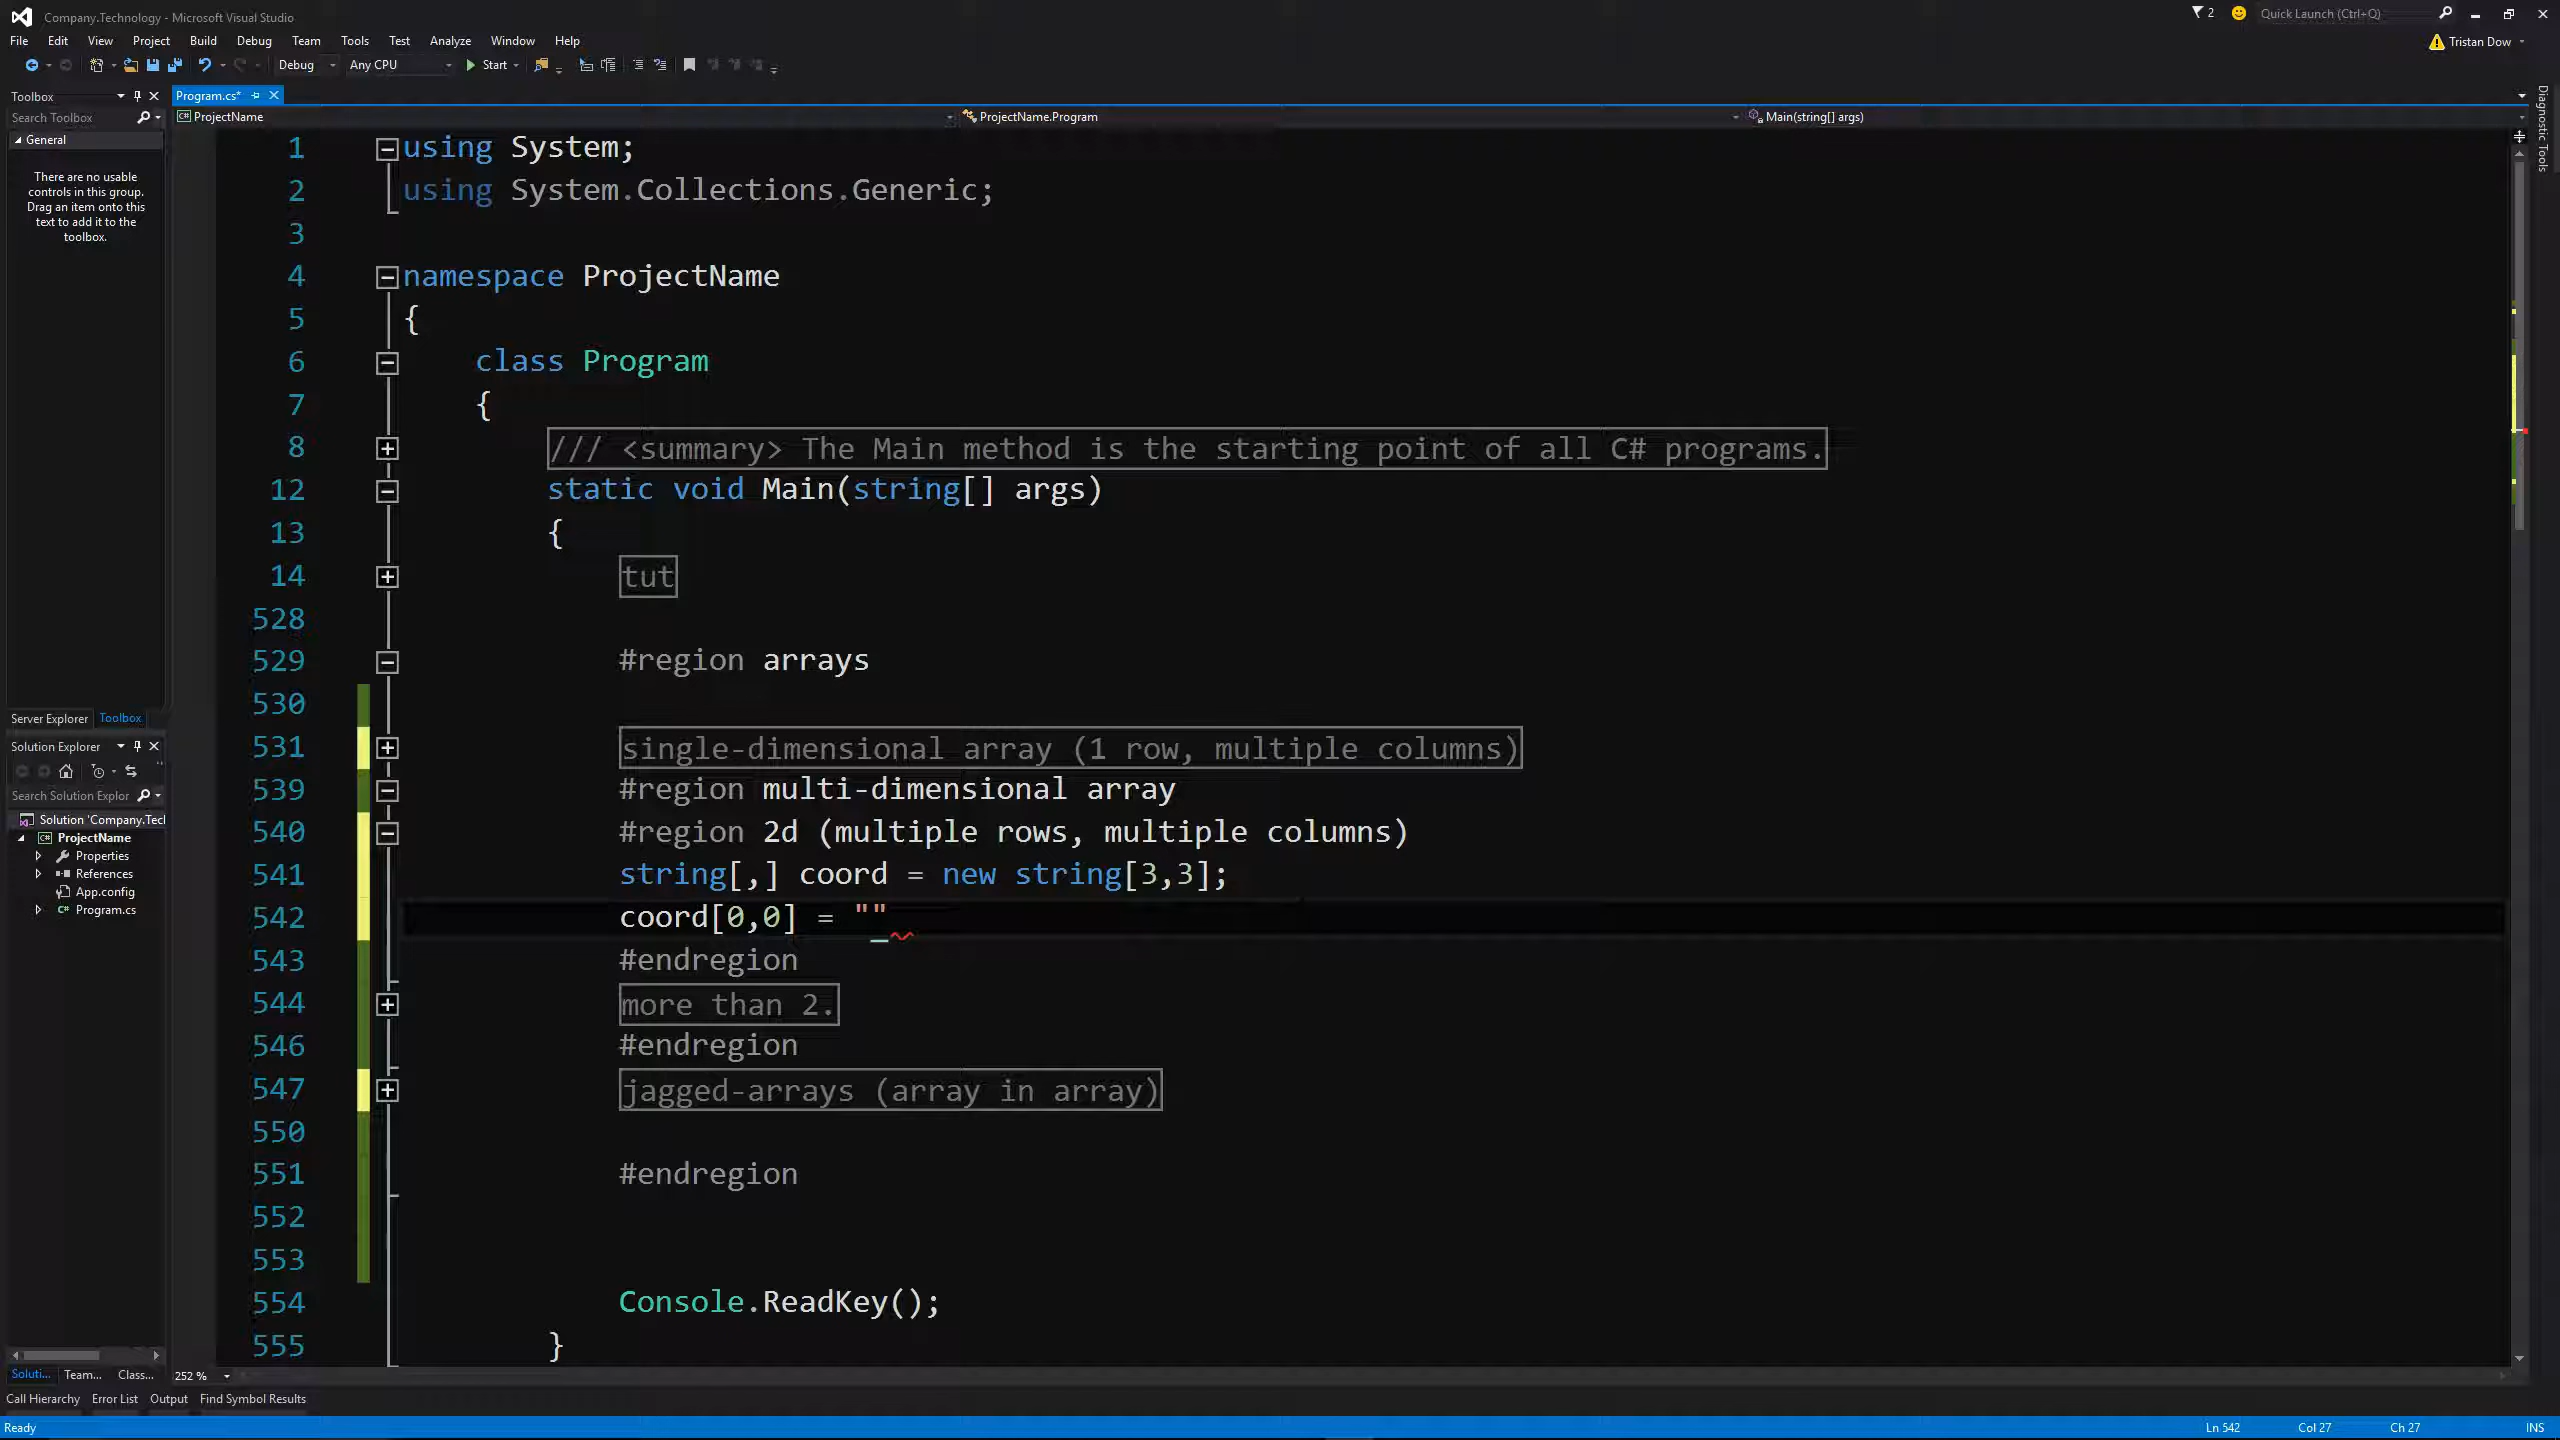 Company.Technology - Microsoft Visual Studio
2
Quick Launch (Ctrl+Q)
File Edit View Project Build Debug Team Tools Test Analyze Window Help
Tristan Dow
Debug Any CPU Start
Toolbox
Program.cs*
Search Toolbox
ProjectName
ProjectName.Program
Main(string[] args)
Diagnostic Tools
General
There are no usable
controls in this group.
Drag an item onto this
text to add it to the
toolbox.
1 using System;
2 using System.Collections.Generic;
3
4 namespace ProjectName
5 {
6 class Program
7 {
8 /// <summary> The Main method is the starting point of all C# programs.
12 static void Main(string[] args)
13 {
14 tut
528
529 #region arrays
530
531 single-dimensional array (1 row, multiple columns)
539 #region multi-dimensional array
540 #region 2d (multiple rows, multiple columns)
541 string[,] coord = new string[3,3];
542 coord[0,0] = ""
543 #endregion
544 more than 2.
546 #endregion
547 jagged-arrays (array in array)
550
551 #endregion
552
553
554 Console.ReadKey();
555 }
Server Explorer Toolbox
Solution Explorer
Search Solution Explor
Solution 'Company.Tecl
C# ProjectName
Properties
References
App.config
C# Program.cs
Soluti... Team... Class...
252 %
Call Hierarchy Error List Output Find Symbol Results
Ready
Ln 542 Col 27 Ch 27 INS